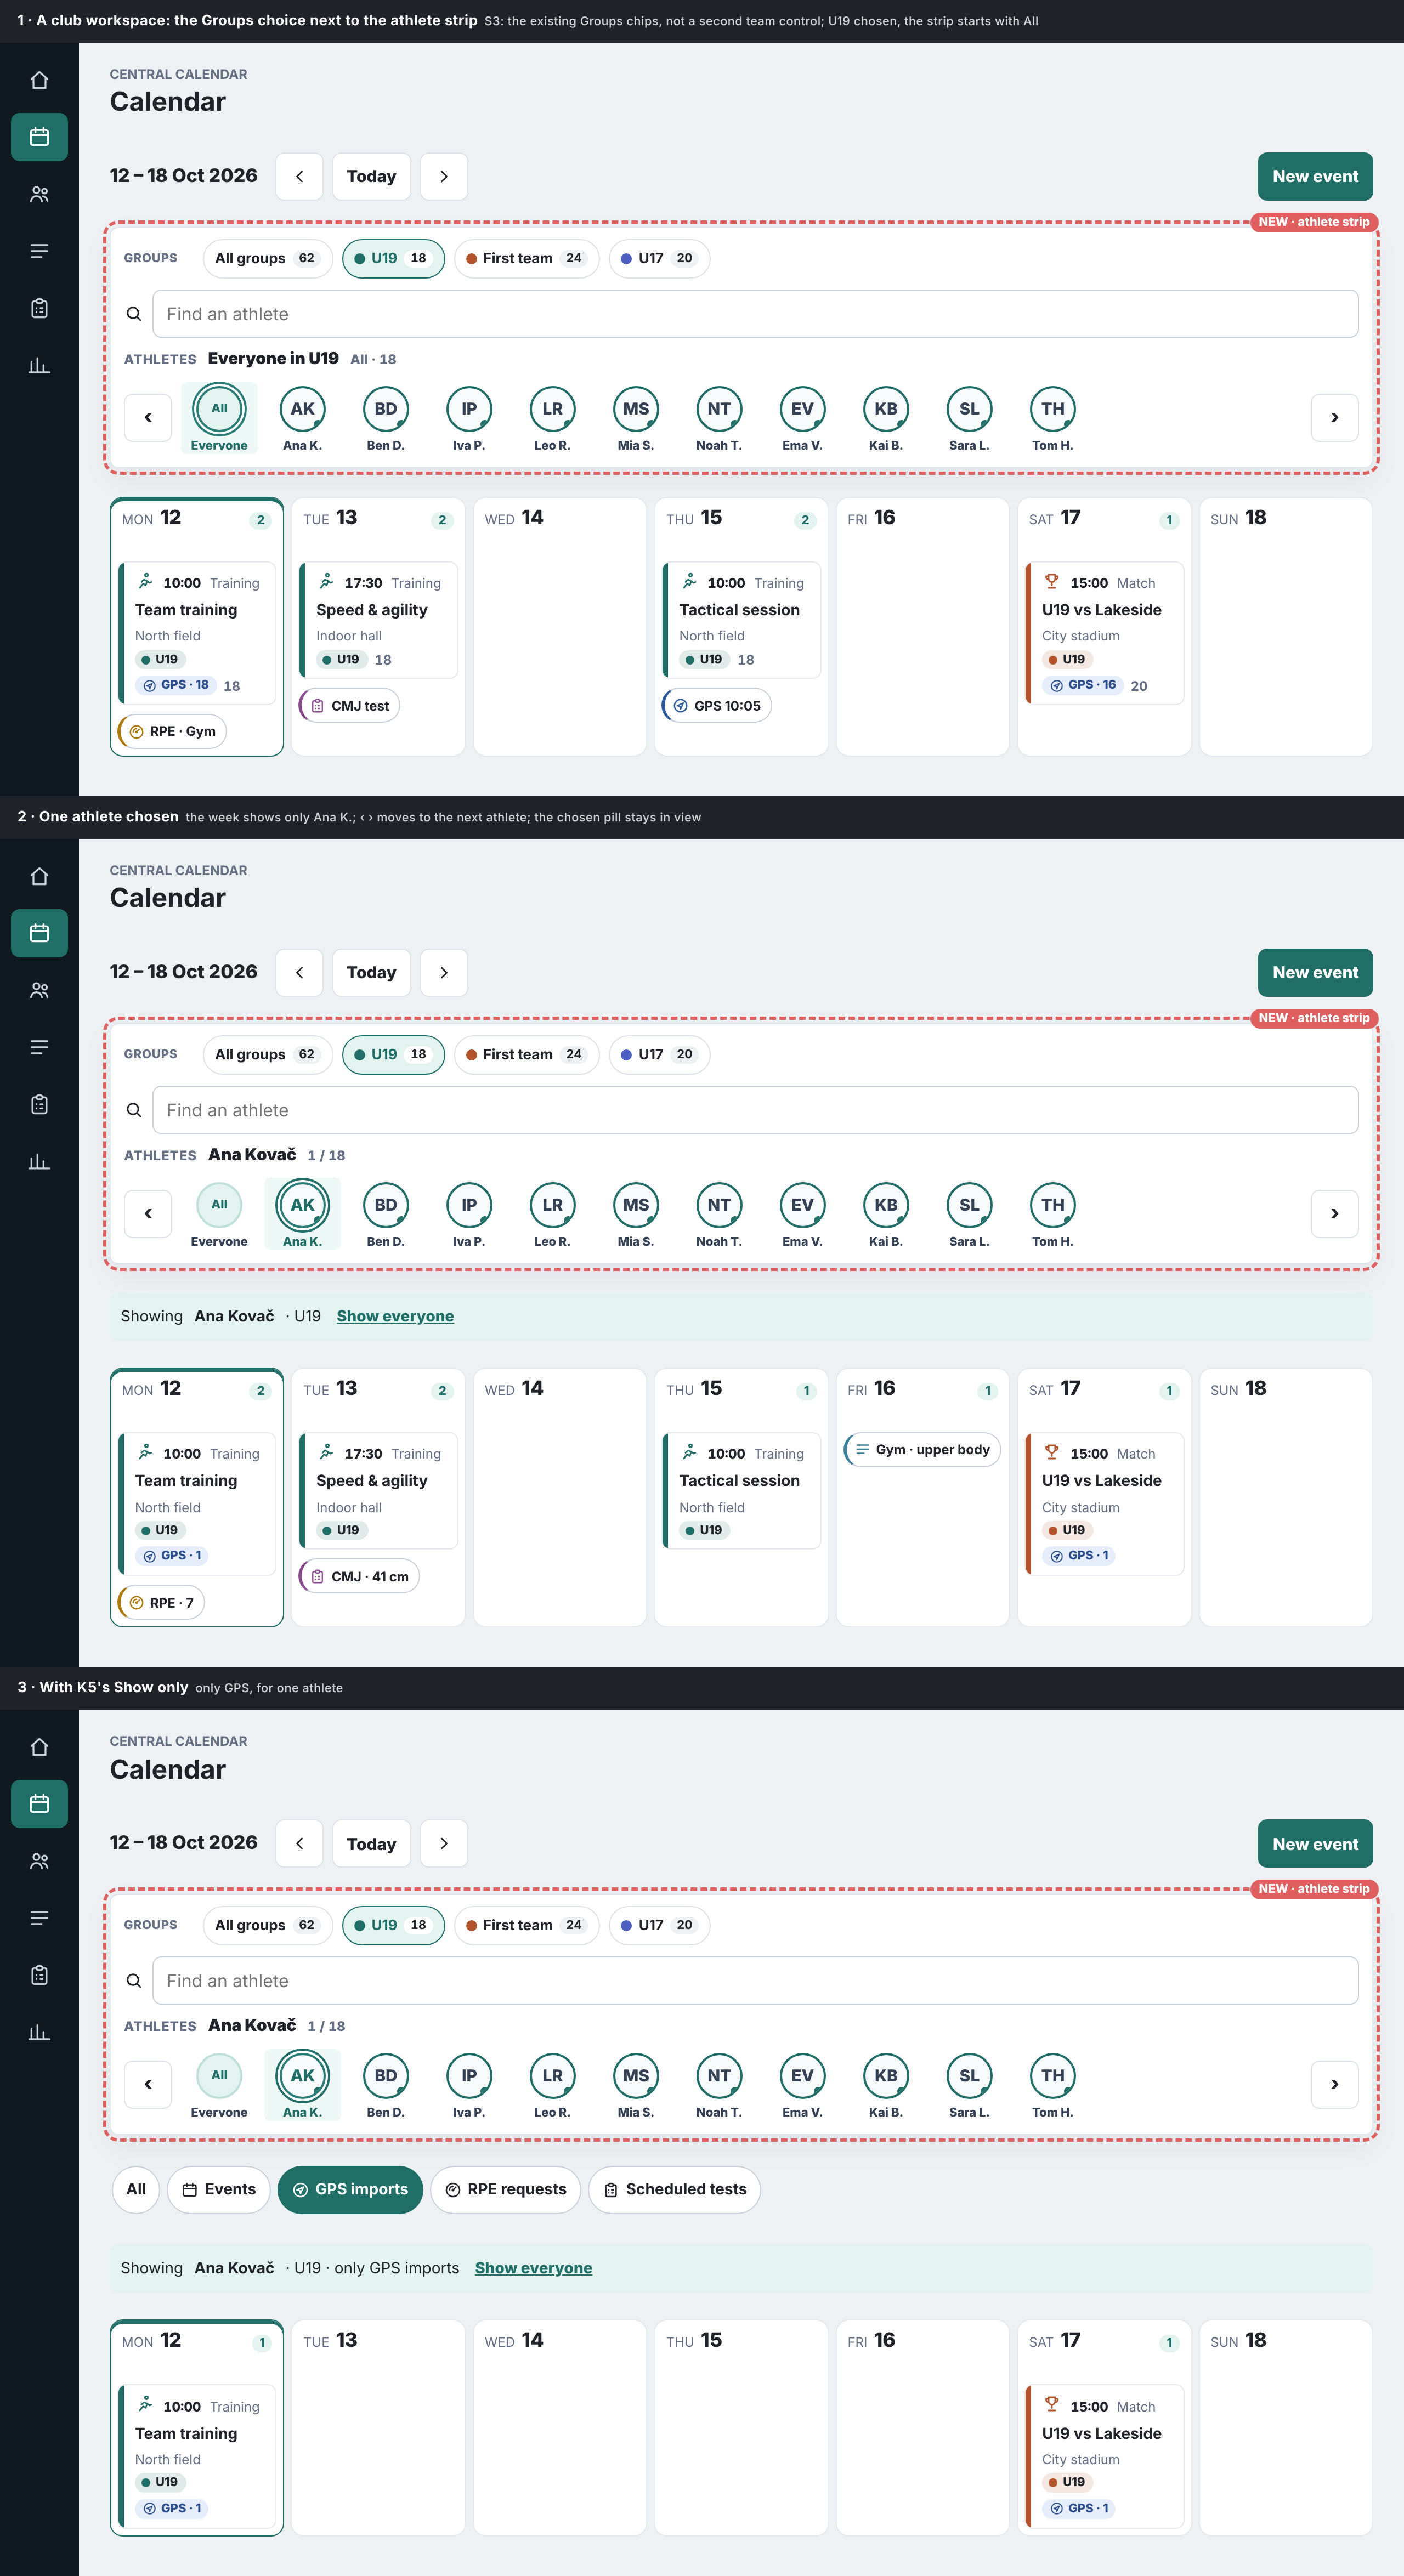 1 · A club workspace: the Groups choice next to the athlete strip S3: the existing Groups chips, not a second team control; U19 chosen, the strip starts with All
CENTRAL CALENDAR
Calendar
12 – 18 Oct 2026 ‹ Today › New event
NEW · athlete strip
GROUPS All groups 62 U19 18 First team 24 U17 20
Find an athlete
ATHLETES Everyone in U19 All · 18
‹ All AK BD IP LR MS NT EV KB SL TH ›
Everyone Ana K. Ben D. Iva P. Leo R. Mia S. Noah T. Ema V. Kai B. Sara L. Tom H.
MON 12 2 TUE 13 2 WED 14 THU 15 2 FRI 16 SAT 17 1 SUN 18
10:00 Training 17:30 Training 10:00 Training 15:00 Match
Team training Speed & agility Tactical session U19 vs Lakeside
North field Indoor hall North field City stadium
U19 U19 18 U19 18 U19
GPS · 18 18 GPS · 16 20
CMJ test GPS 10:05
RPE · Gym
2 · One athlete chosen the week shows only Ana K.; ‹ › moves to the next athlete; the chosen pill stays in view
CENTRAL CALENDAR
Calendar
12 – 18 Oct 2026 ‹ Today › New event
NEW · athlete strip
GROUPS All groups 62 U19 18 First team 24 U17 20
Find an athlete
ATHLETES Ana Kovač 1 / 18
‹ All AK BD IP LR MS NT EV KB SL TH ›
Everyone Ana K. Ben D. Iva P. Leo R. Mia S. Noah T. Ema V. Kai B. Sara L. Tom H.
Showing Ana Kovač · U19 Show everyone
MON 12 2 TUE 13 2 WED 14 THU 15 1 FRI 16 1 SAT 17 1 SUN 18
10:00 Training 17:30 Training 10:00 Training Gym · upper body 15:00 Match
Team training Speed & agility Tactical session U19 vs Lakeside
North field Indoor hall North field City stadium
U19 U19 U19 U19
GPS · 1 GPS · 1
CMJ · 41 cm
RPE · 7
3 · With K5's Show only only GPS, for one athlete
CENTRAL CALENDAR
Calendar
12 – 18 Oct 2026 ‹ Today › New event
NEW · athlete strip
GROUPS All groups 62 U19 18 First team 24 U17 20
Find an athlete
ATHLETES Ana Kovač 1 / 18
‹ All AK BD IP LR MS NT EV KB SL TH ›
Everyone Ana K. Ben D. Iva P. Leo R. Mia S. Noah T. Ema V. Kai B. Sara L. Tom H.
All Events GPS imports RPE requests Scheduled tests
Showing Ana Kovač · U19 · only GPS imports Show everyone
MON 12 1 TUE 13 WED 14 THU 15 FRI 16 SAT 17 1 SUN 18
10:00 Training 15:00 Match
Team training U19 vs Lakeside
North field City stadium
U19 U19
GPS · 1 GPS · 1